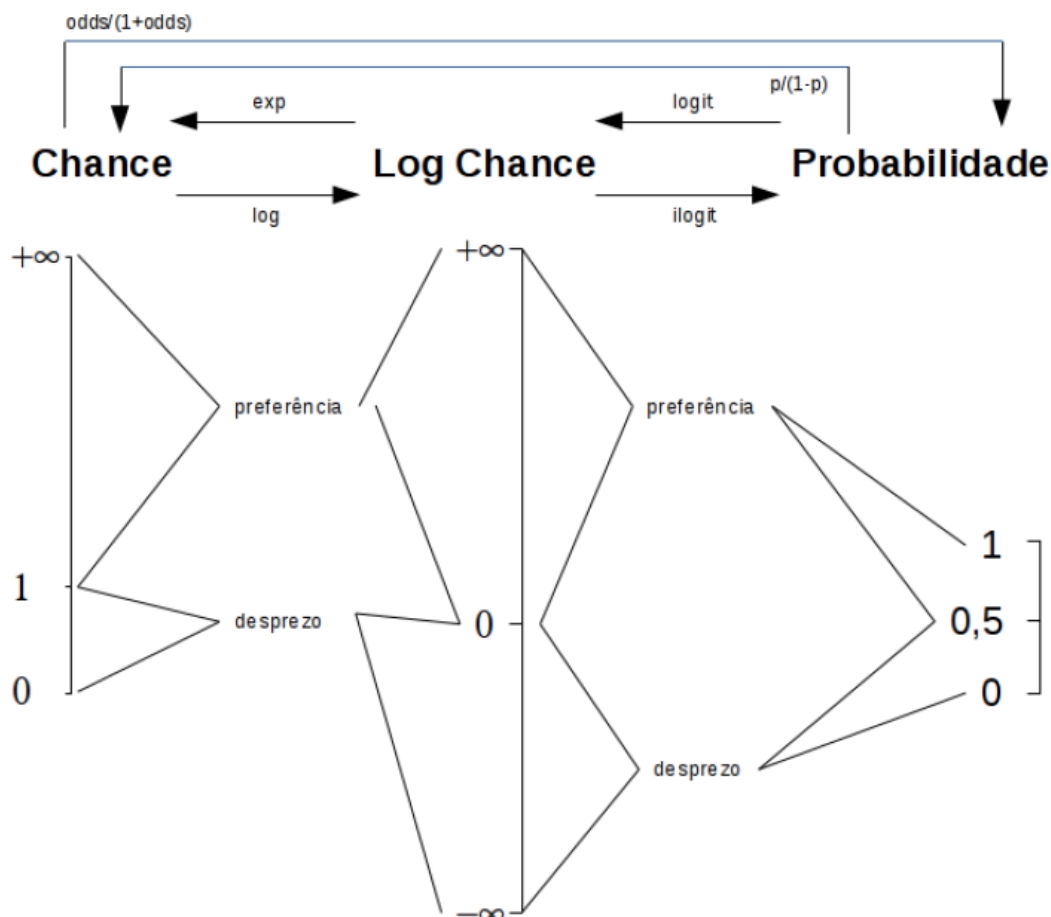 odds/(1+odds)
p/(1-p)
exp
logit
Chance
Log Chance
Probabilidade
log
ilogit
+∞
+∞
preferência
preferência
1
1
desprezo
0
0,5
0
0
desprezo
−∞